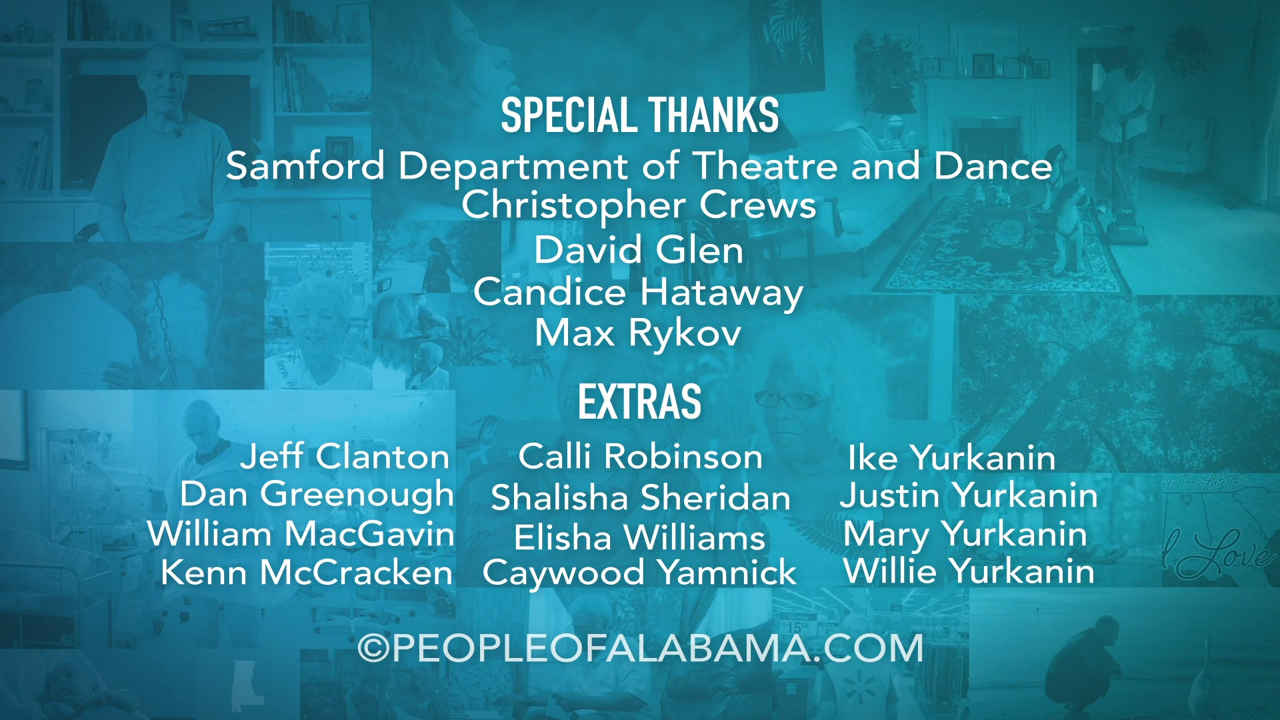 SPECIAL THANKS
Samford Department of Theatre and Dance
Christopher Crews
David Glen
Candice Hataway
Max Rykov
EXTRAS
Jeff Clanton
Dan Greenough
William MacGavin
Kenn McCracken
Calli Robinson
Shalisha Sheridan
Elisha Williams
Caywood Yamnick
Ike Yurkanin
Justin Yurkanin
Mary Yurkanin
Willie Yurkanin
I Love
©PEOPLEOFALABAMA.COM